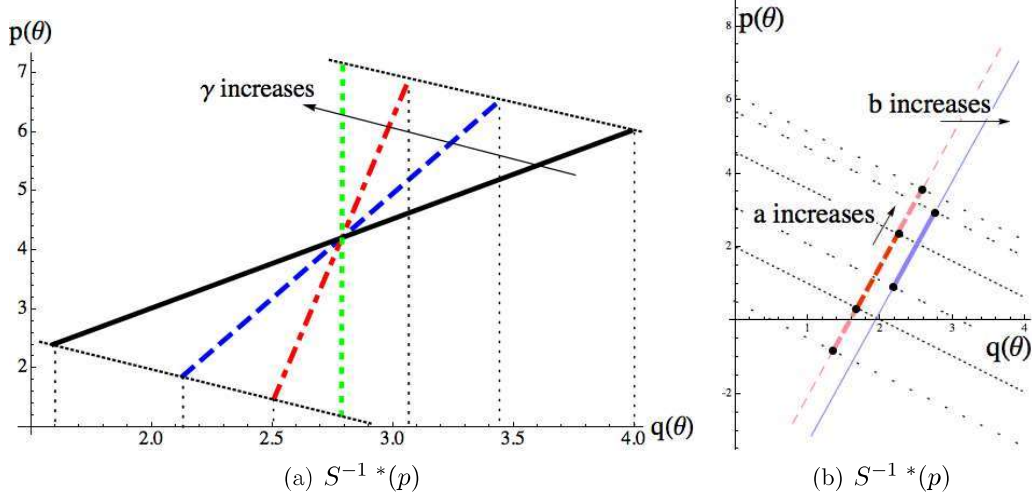 p(θ)
7
6
5
4
3
2
γ increases
2.0
2.5
3.0
3.5
4.0
q(θ)
(a) S⁻¹ *(p)
p(θ)
8
6
4
2
-2
b increases
a increases
1
2
3
4
q(θ)
(b) S⁻¹ *(p)